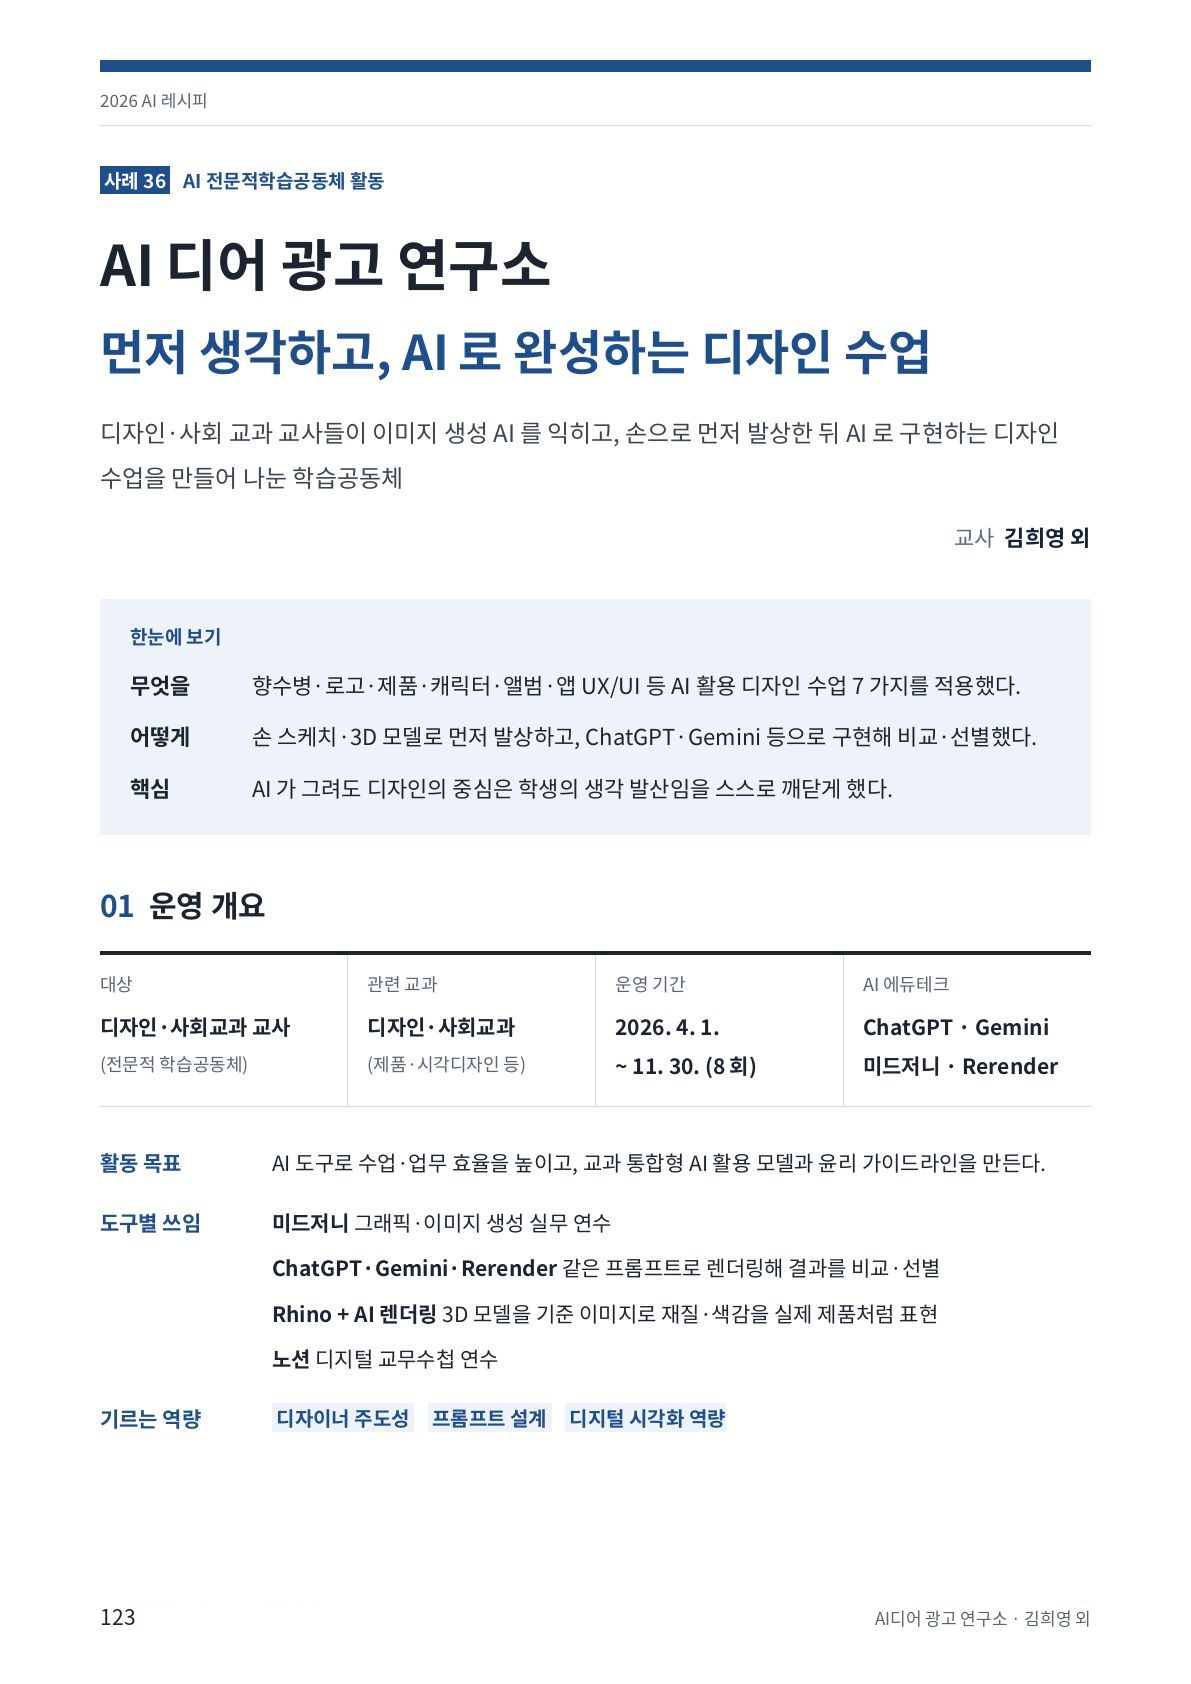 2026 AI 레시피
사례 36 AI 전문적학습공동체 활동
AI 디어 광고 연구소
먼저 생각하고, AI 로 완성하는 디자인 수업
디자인·사회 교과 교사들이 이미지 생성 AI 를 익히고, 손으로 먼저 발상한 뒤 AI 로 구현하는 디자인
수업을 만들어 나눈 학습공동체
교사 김희영 외
한눈에 보기
무엇을 향수병·로고·제품·캐릭터·앨범·앱 UX/UI 등 AI 활용 디자인 수업 7 가지를 적용했다.
어떻게 손 스케치·3D 모델로 먼저 발상하고, ChatGPT·Gemini 등으로 구현해 비교·선별했다.
핵심 AI 가 그려도 디자인의 중심은 학생의 생각 발산임을 스스로 깨닫게 했다.
01 운영 개요
대상
디자인·사회교과 교사
(전문적 학습공동체)
관련 교과
디자인·사회교과
(제품·시각디자인 등)
운영 기간
2026. 4. 1.
~ 11. 30. (8 회)
AI 에듀테크
ChatGPT · Gemini
미드저니 · Rerender
활동 목표 AI 도구로 수업·업무 효율을 높이고, 교과 통합형 AI 활용 모델과 윤리 가이드라인을 만든다.
도구별 쓰임 미드저니 그래픽·이미지 생성 실무 연수
ChatGPT·Gemini·Rerender 같은 프롬프트로 렌더링해 결과를 비교·선별
Rhino + AI 렌더링 3D 모델을 기준 이미지로 재질·색감을 실제 제품처럼 표현
노션 디지털 교무수첩 연수
기르는 역량 디자이너 주도성 프롬프트 설계 디지털 시각화 역량
123
AI디어 광고 연구소 · 김희영 외